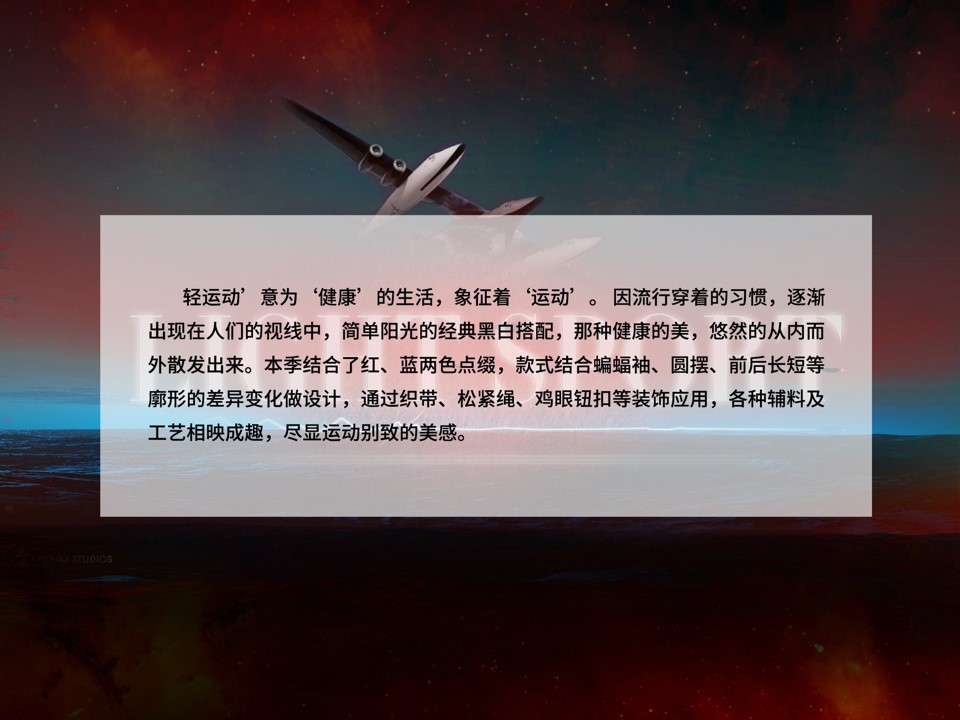 LIGHT SPORT
轻运动’意为‘健康’的生活，象征着‘运动’。因流行穿着的习惯，逐渐
出现在人们的视线中，简单阳光的经典黑白搭配，那种健康的美，悠然的从内而
外散发出来。本季结合了红、蓝两色点缀，款式结合蝙蝠袖、圆摆、前后长短等
廓形的差异变化做设计，通过织带、松紧绳、鸡眼钮扣等装饰应用，各种辅料及
工艺相映成趣，尽显运动别致的美感。
STUDIOS